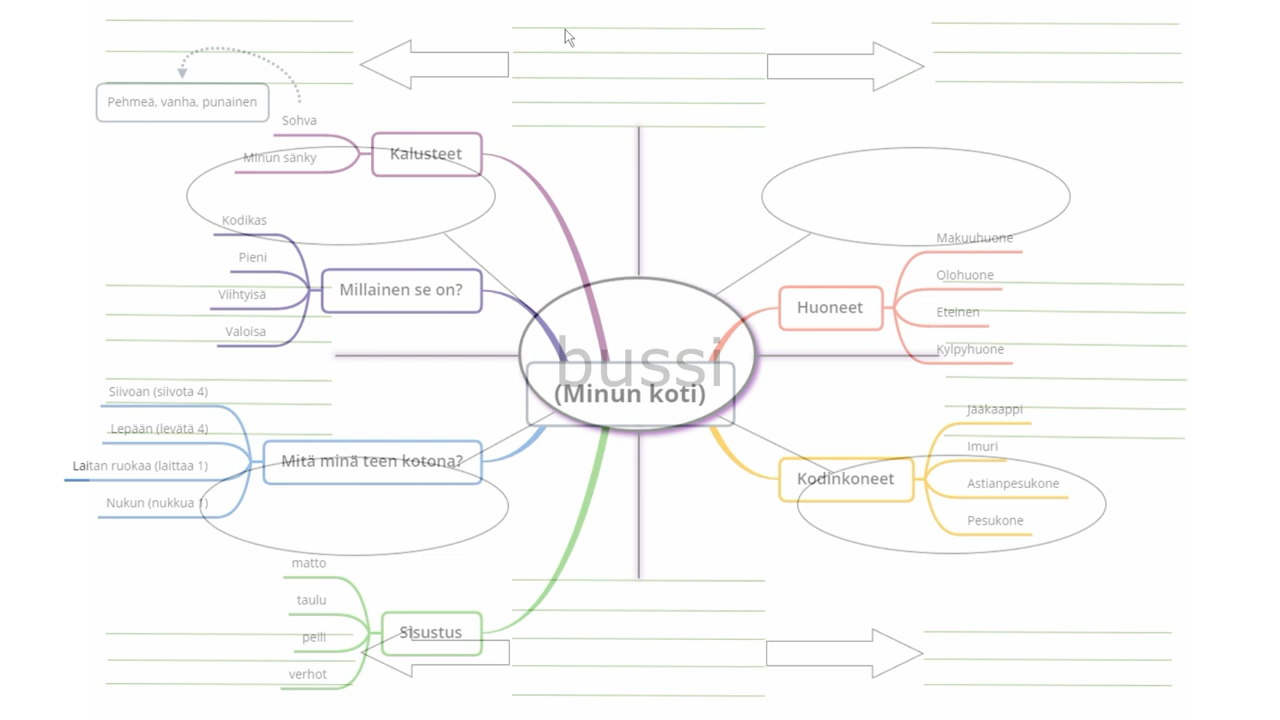 Pehmeä, vanha, punainen
Sohva
Minun sänky
Kalusteet
Kodikas
Pieni
Viihtyisä
Valoisa
Millainen se on?
Siivoan (siivota 4)
Lepään (levätä 4)
Laitan ruokaa (laittaa 1)
Nukun (nukkua 1)
Mitä minä teen kotona?
matto
taulu
peili
verhot
Sisustus
bussi
(Minun koti)
Huoneet
Makuuhuone
Olohuone
Eteinen
Kylpyhuone
Kodinkoneet
Jääkaappi
Imuri
Astianpesukone
Pesukone